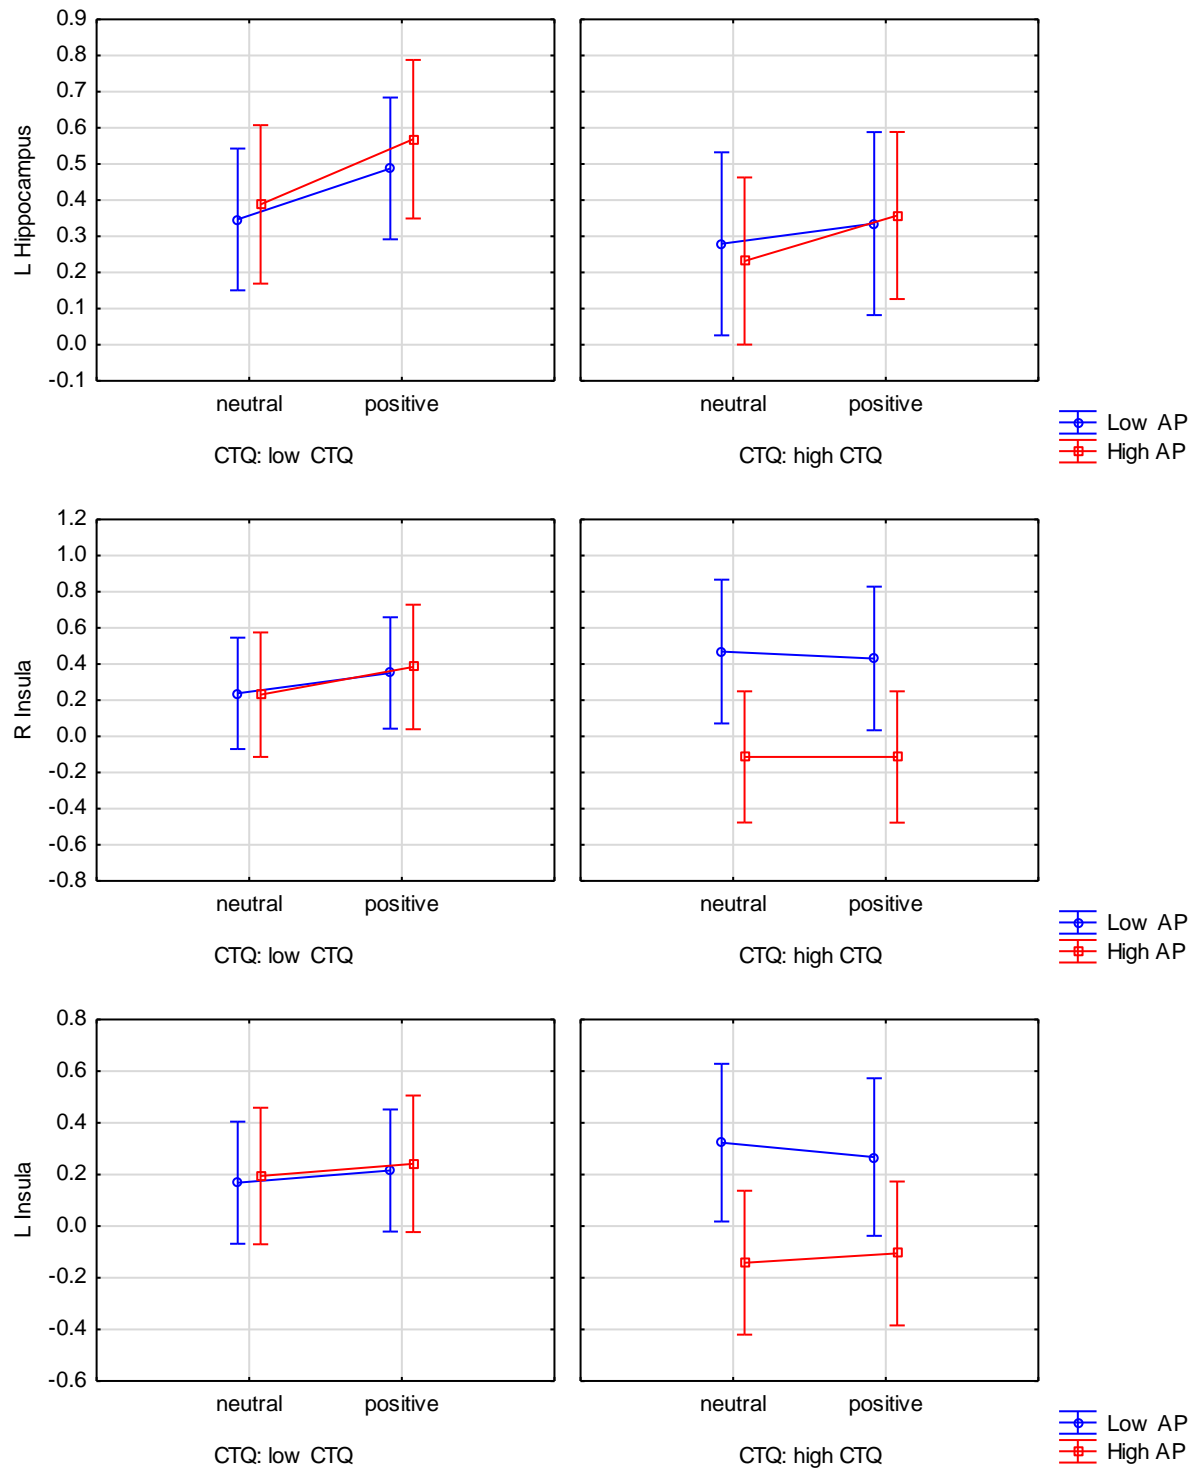 0.9
0.8
0.7
0.6
0.5
0.4
0.3
0.2
0.1
0.0
-0.1
L Hippocampus
neutral positive neutral positive
CTQ: low CTQ CTQ: high CTQ
Low AP
High AP
1.2
1.0
0.8
0.6
0.4
0.2
0.0
-0.2
-0.4
-0.6
-0.8
R Insula
neutral positive neutral positive
CTQ: low CTQ CTQ: high CTQ
Low AP
High AP
0.8
0.6
0.4
0.2
0.0
-0.2
-0.4
-0.6
L Insula
neutral positive neutral positive
CTQ: low CTQ CTQ: high CTQ
Low AP
High AP